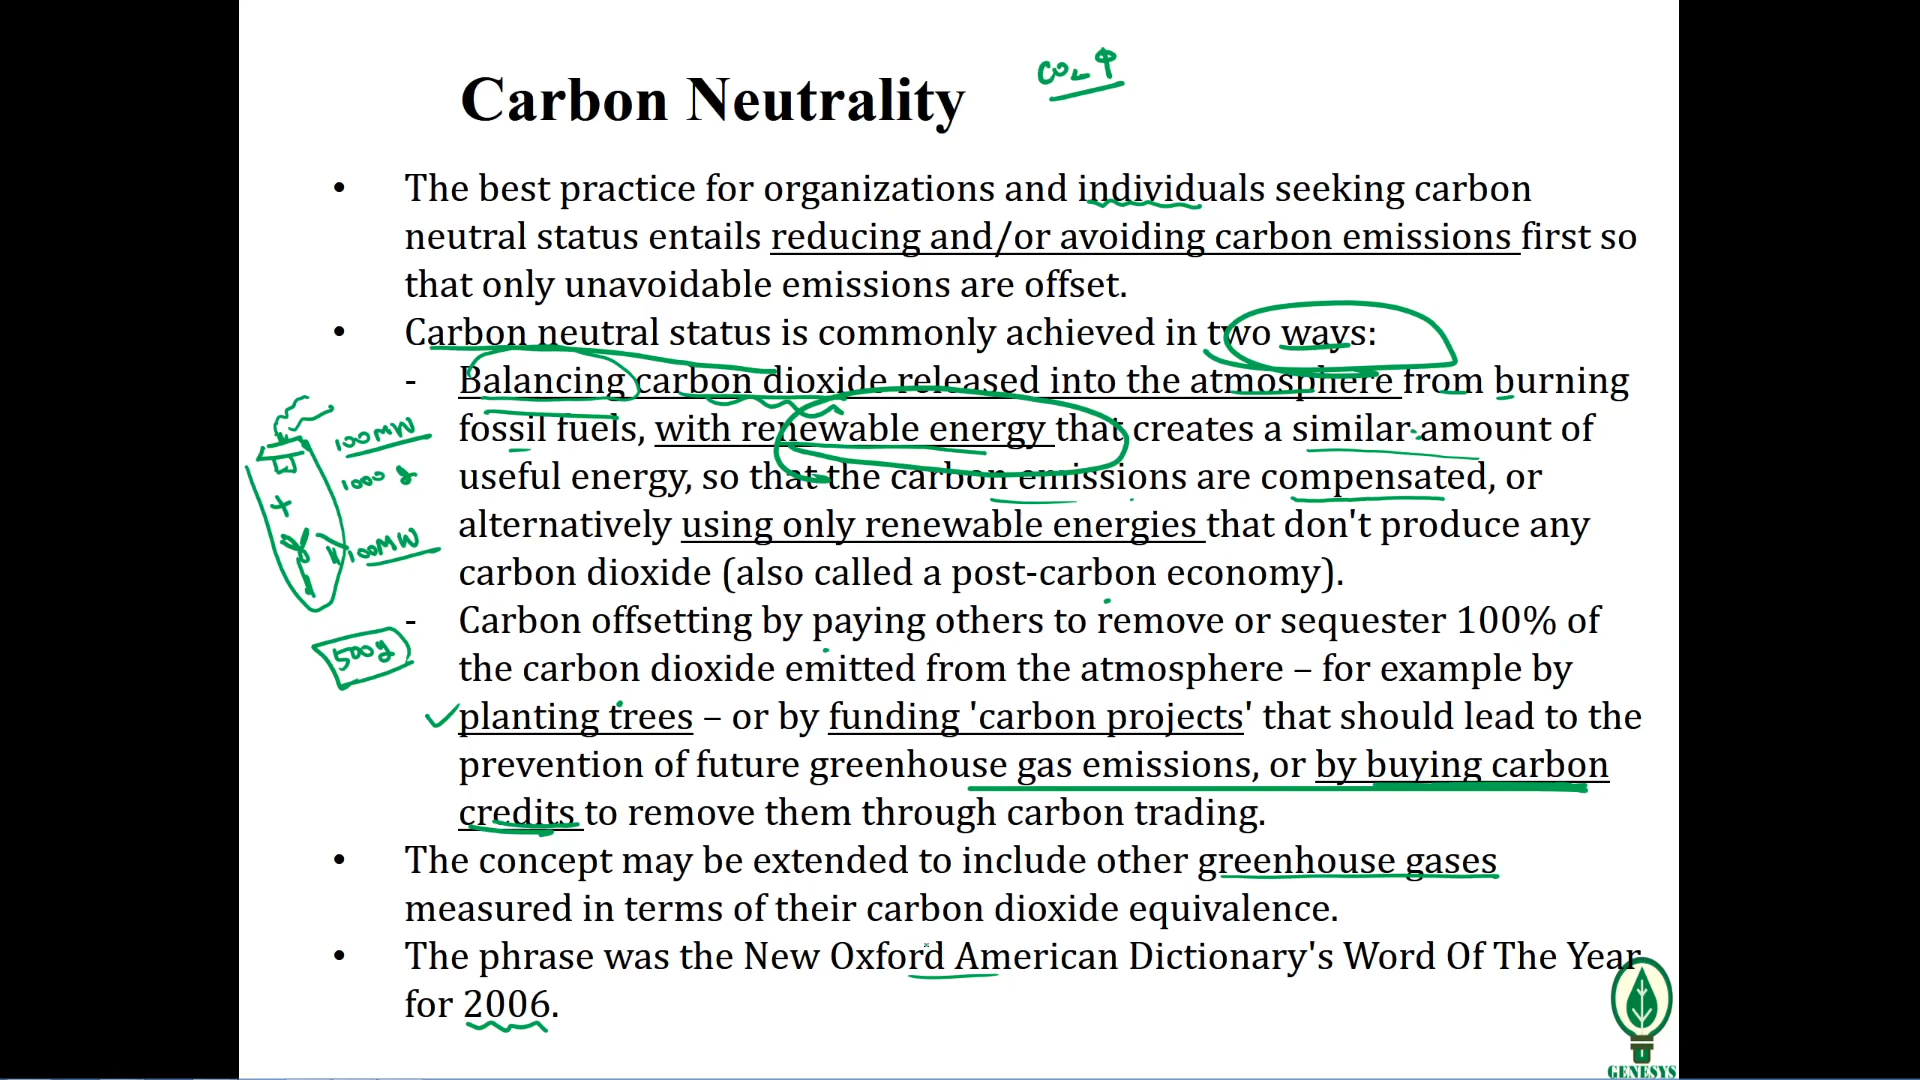 Carbon Neutrality
CO₂ ↑
• The best practice for organizations and individuals seeking carbon
neutral status entails reducing and/or avoiding carbon emissions first so
that only unavoidable emissions are offset.
• Carbon neutral status is commonly achieved in two ways:
- Balancing carbon dioxide released into the atmosphere from burning
fossil fuels, with renewable energy that creates a similar amount of
useful energy, so that the carbon emissions are compensated, or
alternatively using only renewable energies that don't produce any
carbon dioxide (also called a post-carbon economy).
100MW
1000 g
+
100MW
500g
- Carbon offsetting by paying others to remove or sequester 100% of
the carbon dioxide emitted from the atmosphere – for example by
planting trees – or by funding 'carbon projects' that should lead to the
prevention of future greenhouse gas emissions, or by buying carbon
credits to remove them through carbon trading.
• The concept may be extended to include other greenhouse gases
measured in terms of their carbon dioxide equivalence.
• The phrase was the New Oxford American Dictionary's Word Of The Year
for 2006.
GENESYS